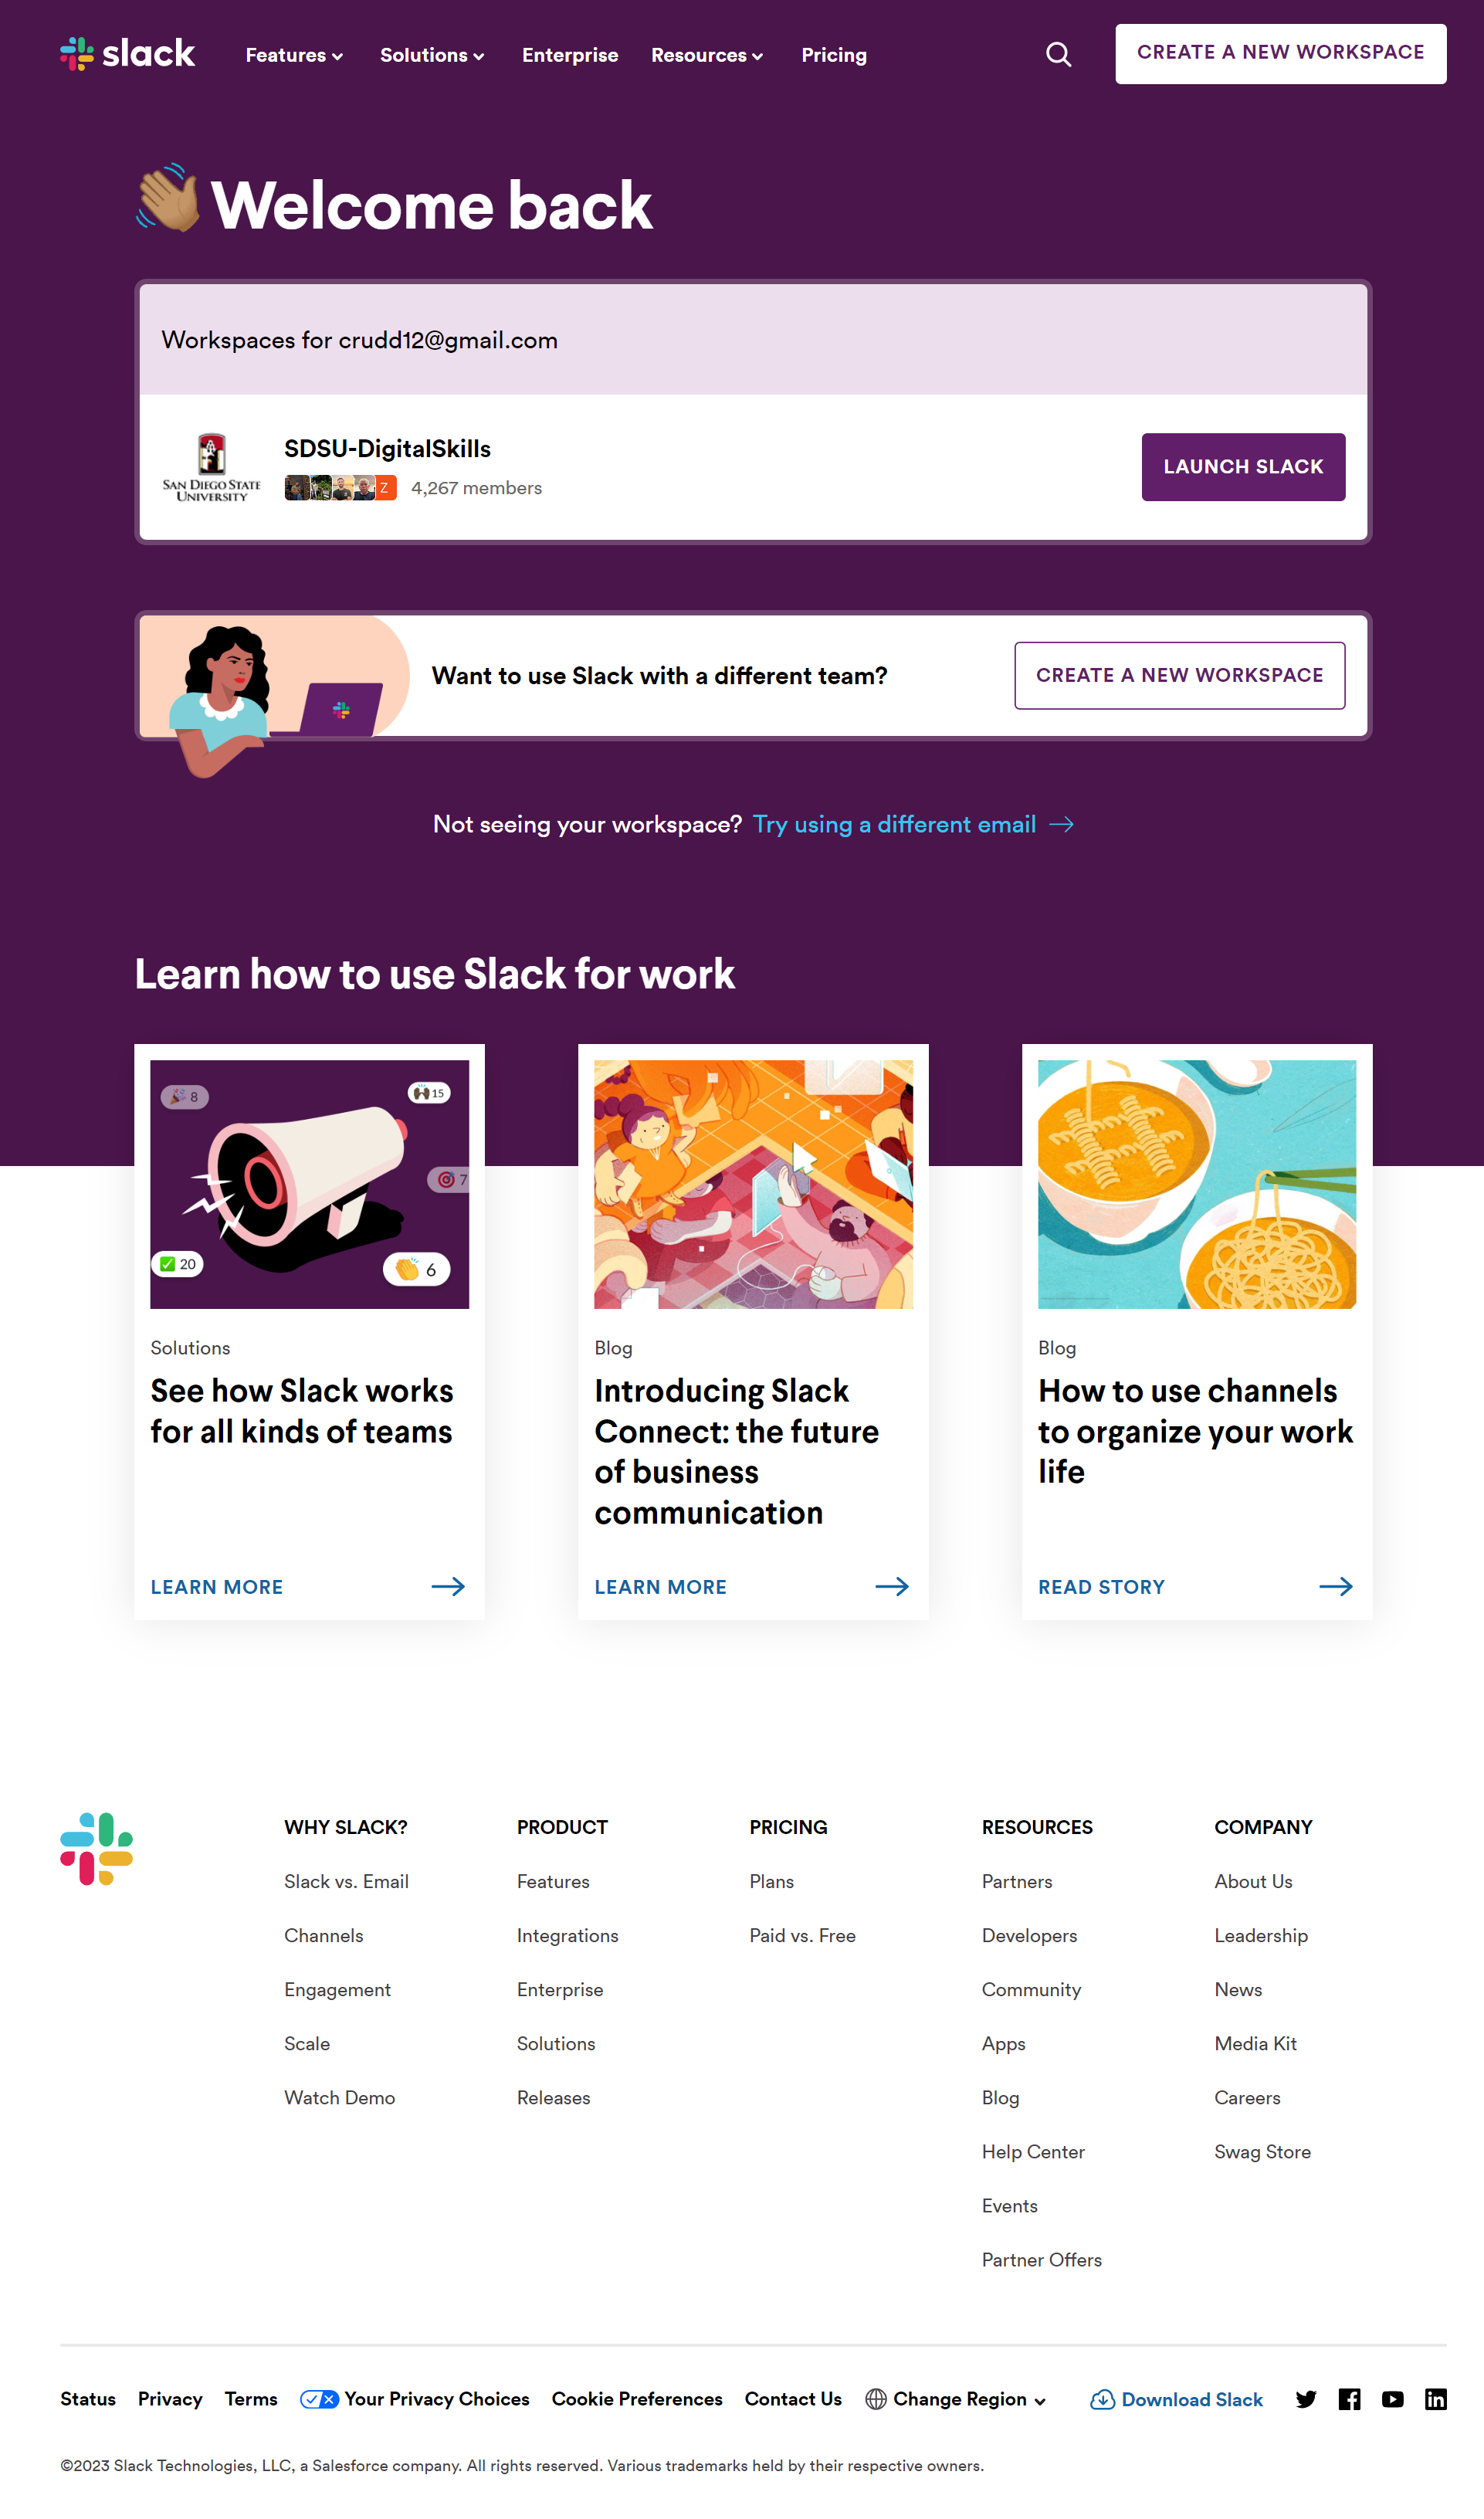 slack
Features
Solutions
Enterprise
Resources
Pricing
CREATE A NEW WORKSPACE
Welcome back
Workspaces for crudd12@gmail.com
SAN DIEGO STATE
UNIVERSITY
SDSU-DigitalSkills
Z
4,267 members
LAUNCH SLACK
Want to use Slack with a different team?
CREATE A NEW WORKSPACE
Not seeing your workspace? Try using a different email
Learn how to use Slack for work
8
15
7
20
6
Solutions
See how Slack works
for all kinds of teams
LEARN MORE
Blog
Introducing Slack
Connect: the future
of business
communication
LEARN MORE
Blog
How to use channels
to organize your work
life
READ STORY
WHY SLACK?
Slack vs. Email
Channels
Engagement
Scale
Watch Demo
PRODUCT
Features
Integrations
Enterprise
Solutions
Releases
PRICING
Plans
Paid vs. Free
RESOURCES
Partners
Developers
Community
Apps
Blog
Help Center
Events
Partner Offers
COMPANY
About Us
Leadership
News
Media Kit
Careers
Swag Store
Status
Privacy
Terms
Your Privacy Choices
Cookie Preferences
Contact Us
Change Region
Download Slack
©2023 Slack Technologies, LLC, a Salesforce company. All rights reserved. Various trademarks held by their respective owners.